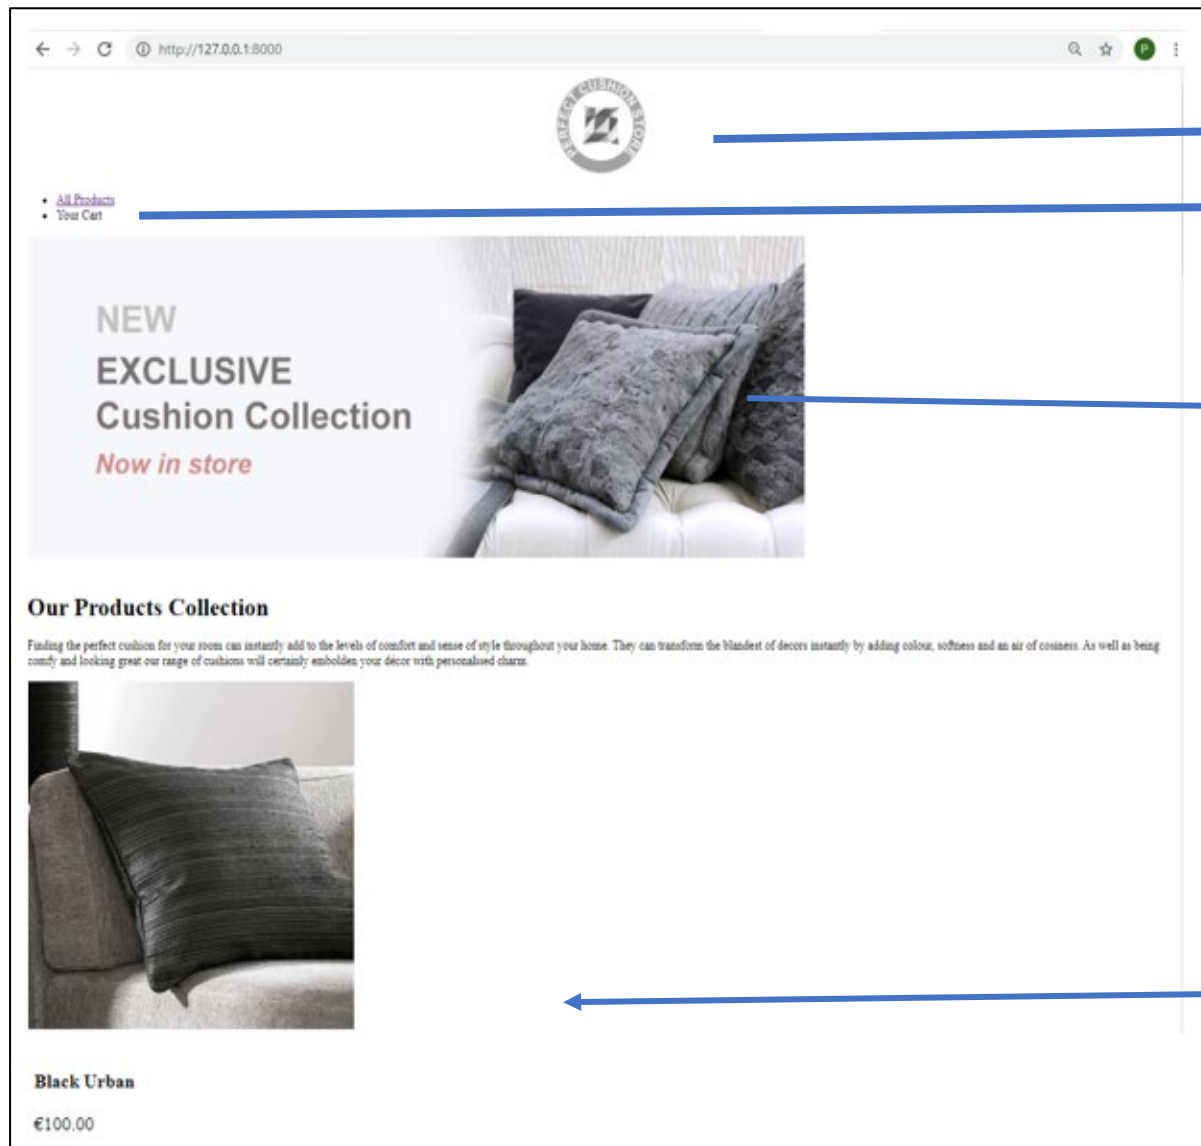 http://127.0.0.1:8000
P
PERFECT CUSHION STORE
All Products
Your Cart
NEW
EXCLUSIVE
Cushion Collection
Now in store
Our Products Collection
Finding the perfect cushion for your room can instantly add to the levels of comfort and sense of style throughout your home. They can transform the blandest of decors instantly by adding colour, softness and an air of cosiness. As well as being
comfy and looking great our range of cushions will certainly embolden your décor with personalised charm.
Black Urban
€100.00